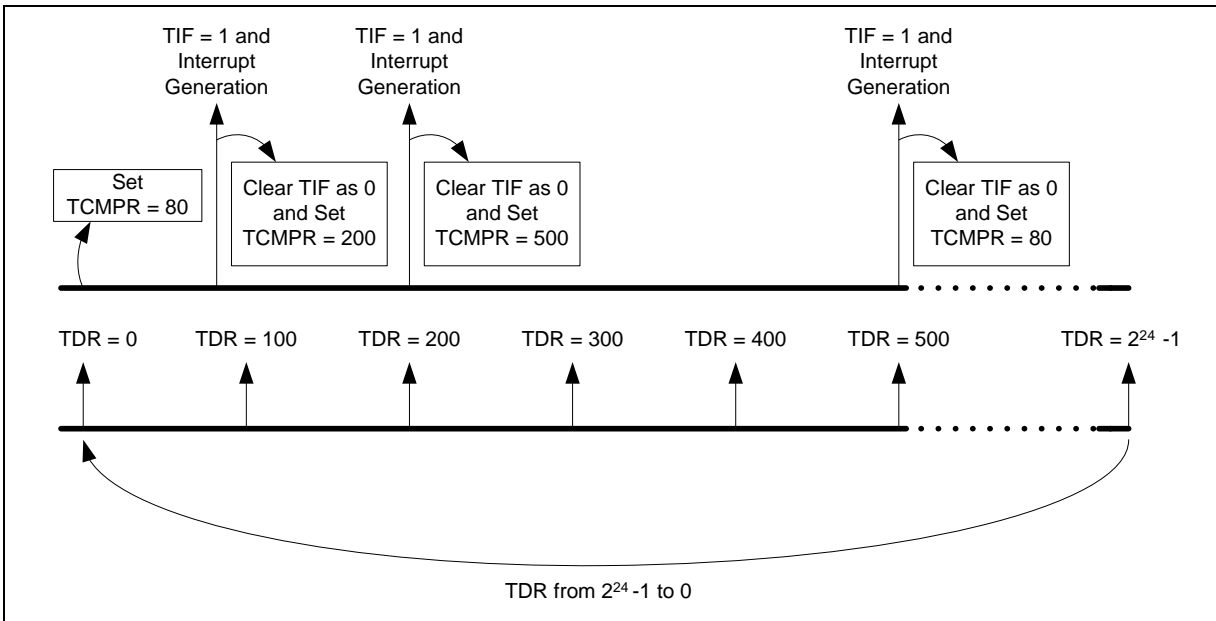 TIF = 1 and
Interrupt
Generation
TIF = 1 and
Interrupt
Generation
TIF = 1 and
Interrupt
Generation
Set
TCMPR = 80
Clear TIF as 0
and Set
TCMPR = 200
Clear TIF as 0
and Set
TCMPR = 500
Clear TIF as 0
and Set
TCMPR = 80
TDR = 0
TDR = 100
TDR = 200
TDR = 300
TDR = 400
TDR = 500
TDR = 2²⁴ -1
TDR from 2²⁴ -1 to 0